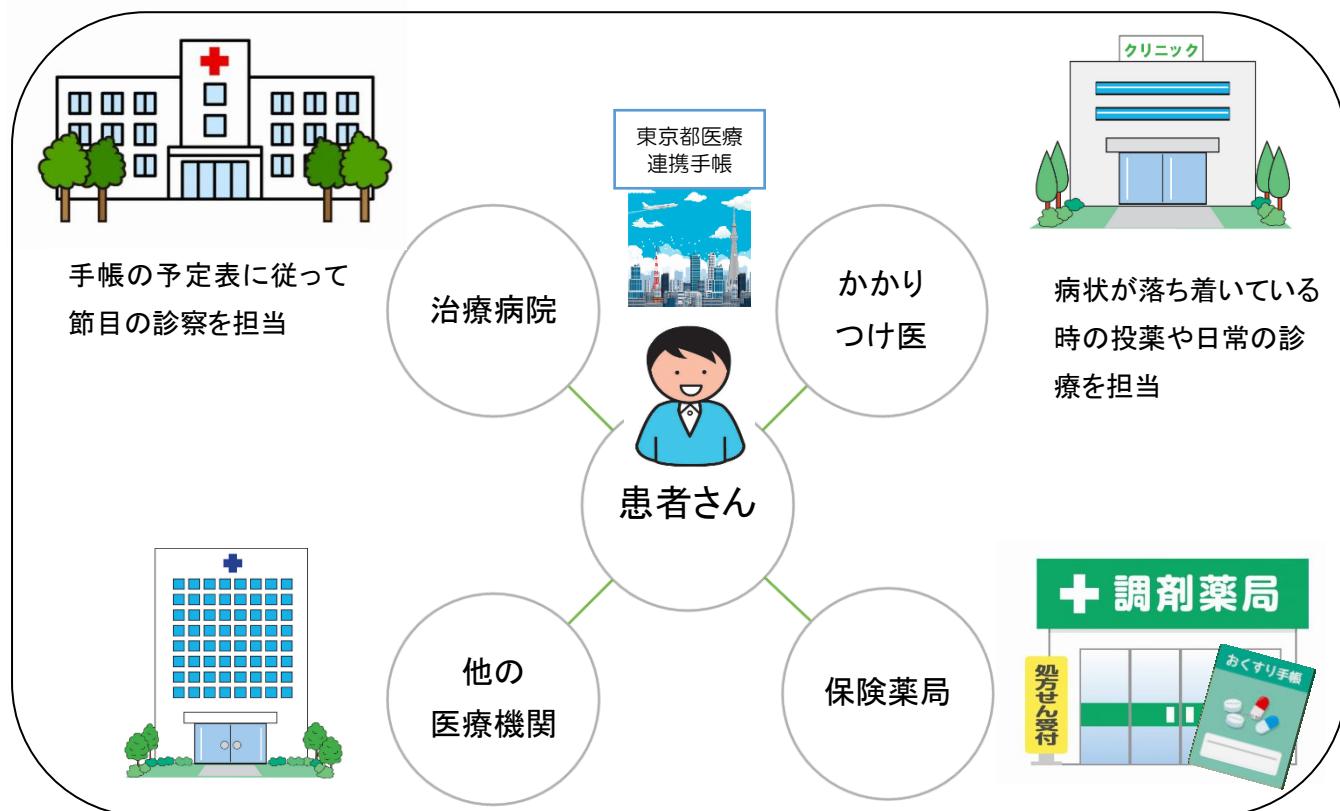 クリニック
東京都医療
連携手帳
手帳の予定表に従って
節目の診察を担当
治療病院
かかり
つけ医
病状が落ち着いている
時の投薬や日常の診
療を担当
患者さん
他の
医療機関
保険薬局
調剤薬局
処方せん受付
おくすり手帳